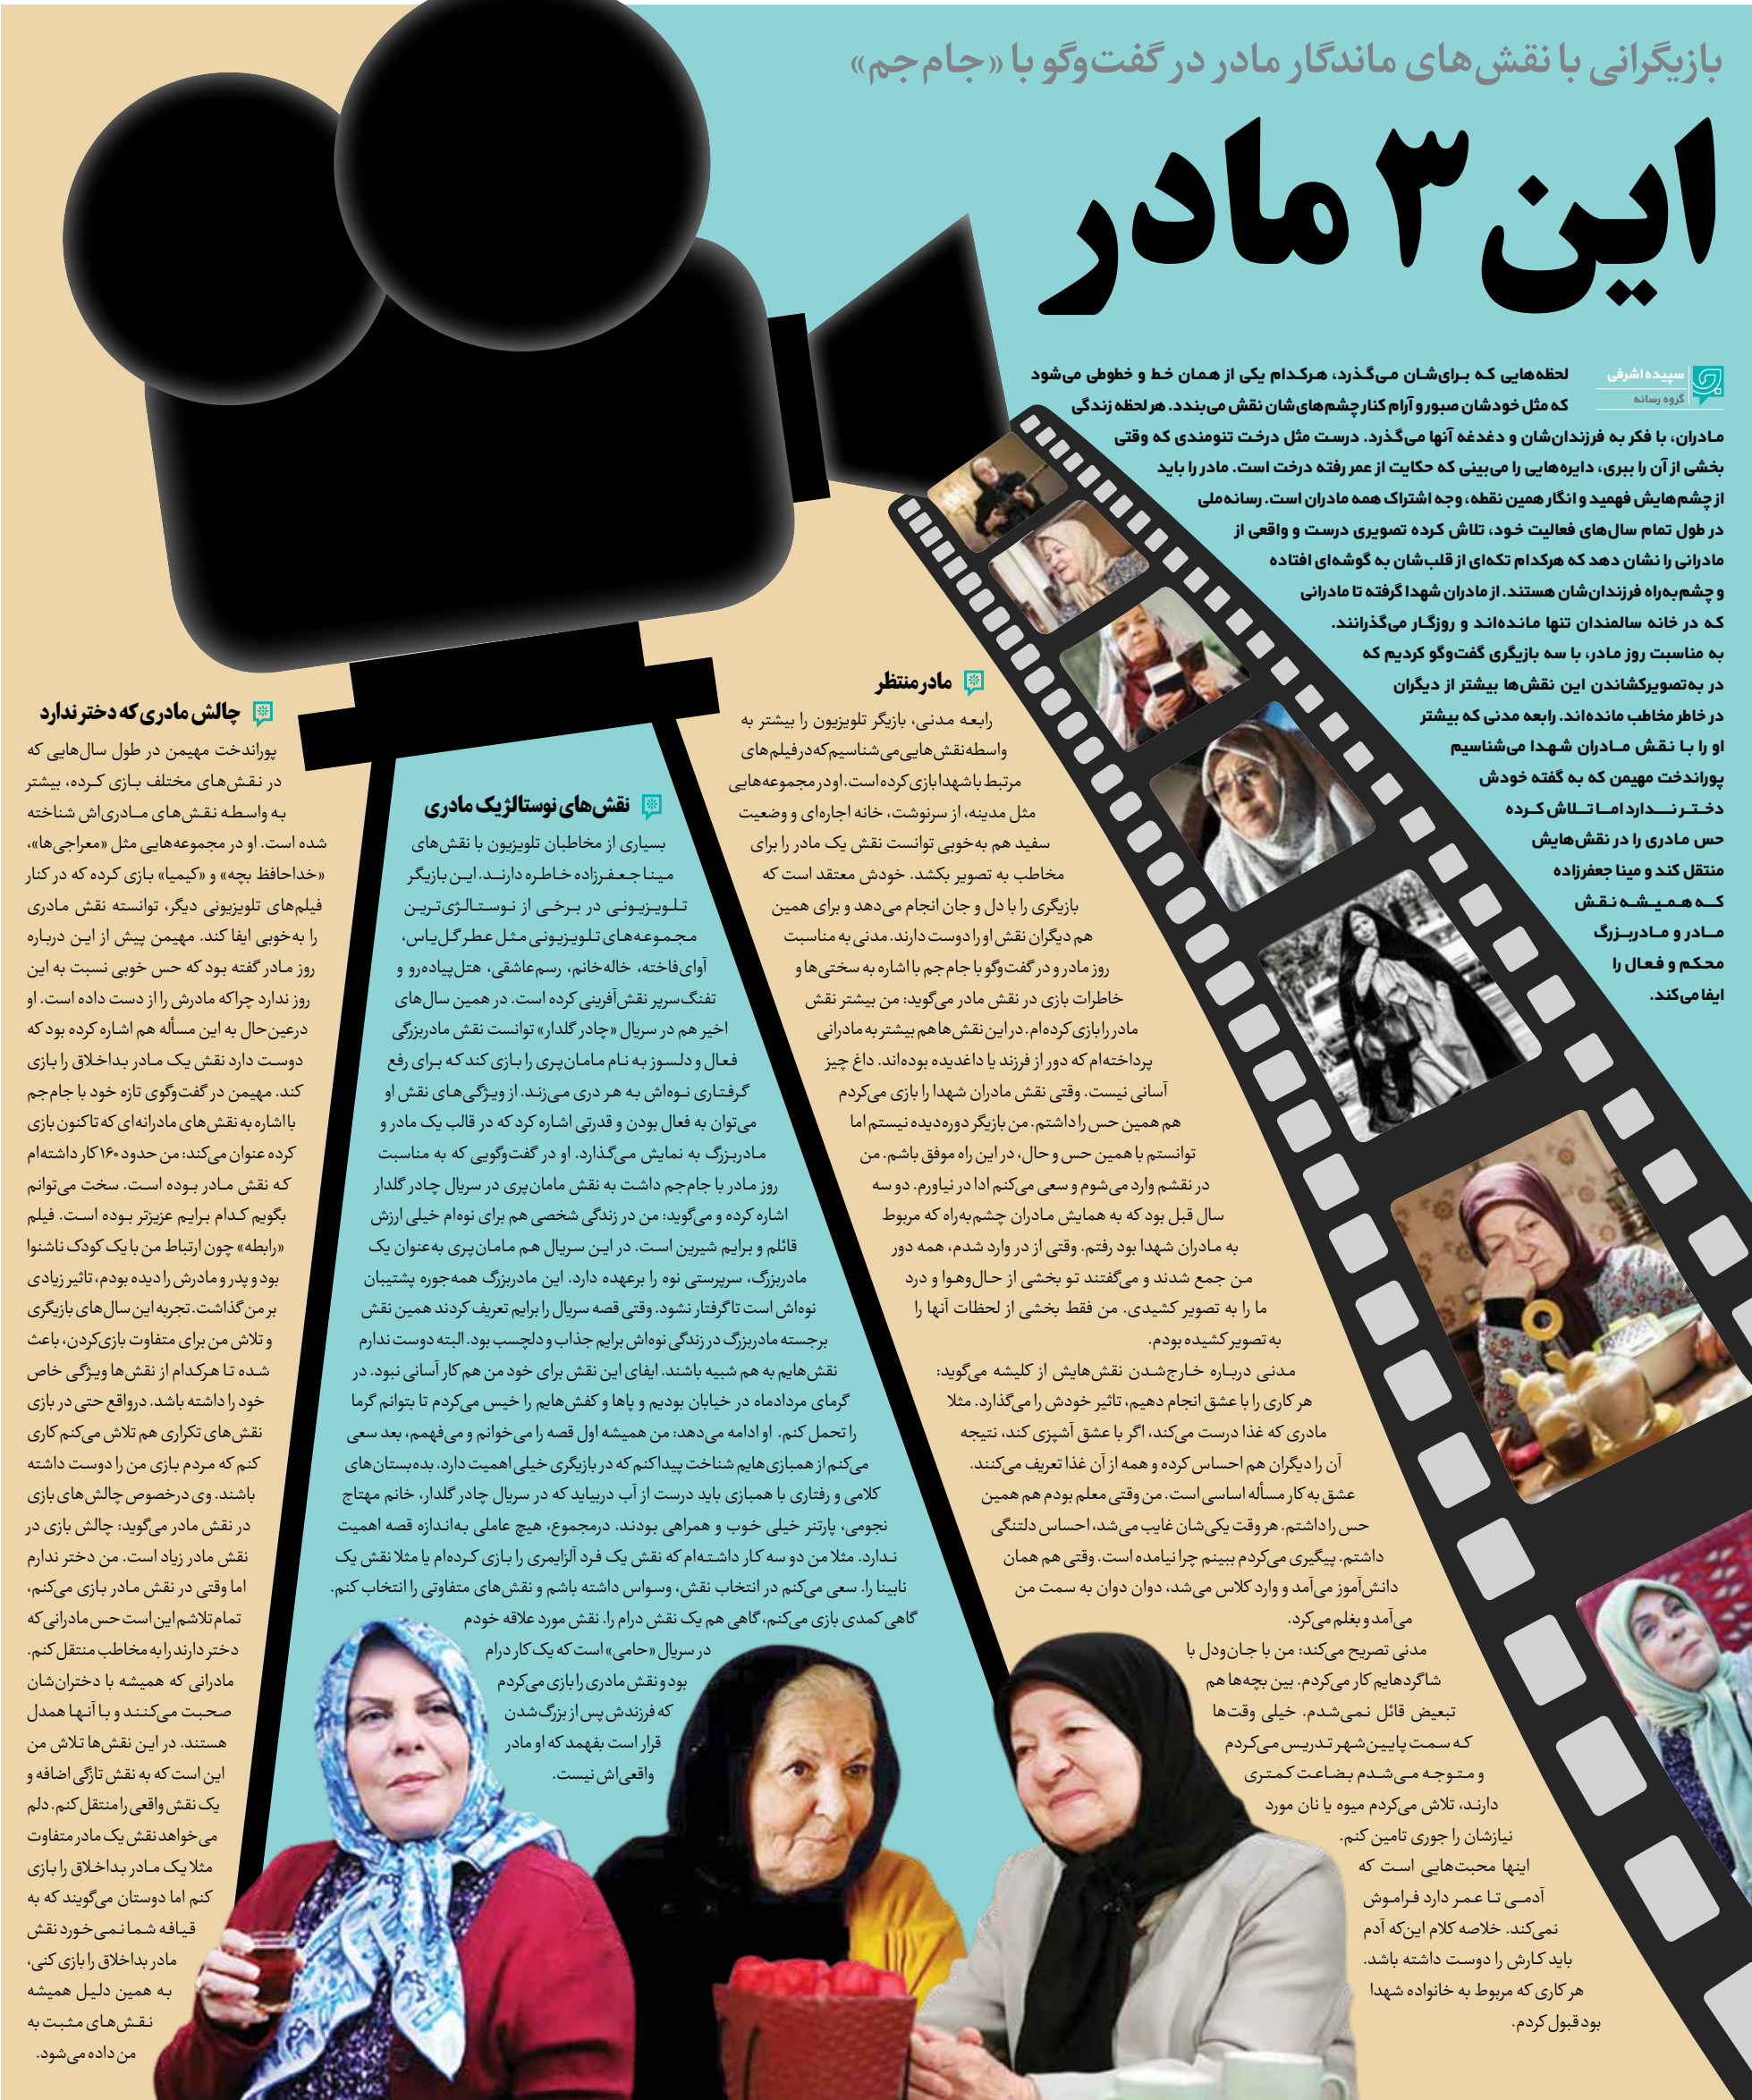 بازیگرانی با نقش‌های ماندگار مادر در گفت‌وگو با «جام‌جم»
این ۳ مادر
سپیده اشرفی
گروه رسانه
لحظه‌هایی که برای‌شان می‌گذرد، هرکدام یکی از همان خط و خطوطی می‌شود
که مثل خودشان صبور و آرام کنار چشم‌های‌شان نقش می‌بندد. هر لحظه زندگی
مادران، با فکر به فرزندان‌شان و دغدغه آنها می‌گذرد. درست مثل درخت تنومندی که وقتی
بخشی از آن را ببری، دایره‌هایی را می‌بینی که حکایت از عمر رفته درخت است. مادر را باید
از چشم‌هایش فهمید و انگار همین نقطه، وجه اشتراک همه مادران است. رسانه‌ملی
در طول تمام سال‌های فعالیت خود، تلاش کرده تصویری درست و واقعی از
مادرانی را نشان دهد که هرکدام تکه‌ای از قلب‌شان به گوشه‌ای افتاده
و چشم‌به‌راه فرزندان‌شان هستند. از مادران شهدا گرفته تا مادرانی
که در خانه سالمندان تنها مانده‌اند و روزگار می‌گذرانند.
به مناسبت روز مادر، با سه بازیگری گفت‌وگو کردیم که
در به‌تصویرکشاندن این نقش‌ها بیشتر از دیگران
در خاطر مخاطب مانده‌اند. رابعه مدنی که بیشتر
او را با نقش مادران شهدا می‌شناسیم
پوراندخت مهیمن که به گفته خودش
دختر ندارد اما تلاش کرده
حس مادری را در نقش‌هایش
منتقل کند و مینا جعفرزاده
که همیشه نقش
مادر و مادربزرگ
محکم و فعال را
ایفا می‌کند.
مادر منتظر
رابعه مدنی، بازیگر تلویزیون را بیشتر به
واسطه نقش‌هایی می‌شناسیم که در فیلم‌های
مرتبط با شهدا بازی کرده است. او در مجموعه‌هایی
مثل مدینه، از سرنوشت، خانه اجاره‌ای و وضعیت
سفید هم به‌خوبی توانست نقش یک مادر را برای
مخاطب به تصویر بکشد. خودش معتقد است که
بازیگری را با دل و جان انجام می‌دهد و برای همین
هم دیگران نقش او را دوست دارند. مدنی به مناسبت
روز مادر و در گفت‌وگو با جام‌جم با اشاره به سختی‌ها و
خاطرات بازی در نقش مادر می‌گوید: من بیشتر نقش
مادر را بازی کرده‌ام. در این نقش‌ها هم بیشتر به مادرانی
پرداخته‌ام که دور از فرزند یا داغدیده بوده‌اند. داغ چیز
آسانی نیست. وقتی نقش مادران شهدا را بازی می‌کردم
هم همین حس را داشتم. من بازیگر دوره‌دیده نیستم اما
توانستم با همین حس و حال، در این راه موفق باشم. من
در نقشم وارد می‌شوم و سعی می‌کنم ادا در نیاورم. دو سه
سال قبل بود که به همایش مادران چشم‌به‌راه که مربوط
به مادران شهدا بود رفتم. وقتی از در وارد شدم، همه دور
من جمع شدند و می‌گفتند تو بخشی از حال‌وهوا و درد
ما را به تصویر کشیدی. من فقط بخشی از لحظات آنها را
به تصویر کشیده بودم.
مدنی درباره خارج‌شدن نقش‌هایش از کلیشه می‌گوید:
هر کاری را با عشق انجام دهیم، تاثیر خودش را می‌گذارد. مثلا
مادری که غذا درست می‌کند، اگر با عشق آشپزی کند، نتیجه
آن را دیگران هم احساس کرده و همه از آن غذا تعریف می‌کنند.
عشق به کار مسأله اساسی است. من وقتی معلم بودم هم همین
حس را داشتم. هر وقت یکی‌شان غایب می‌شد، احساس دلتنگی
داشتم. پیگیری می‌کردم ببینم چرا نیامده است. وقتی هم همان
دانش‌آموز می‌آمد و وارد کلاس می‌شد، دوان دوان به سمت من
می‌آمد و بغلم می‌کرد.
مدنی تصریح می‌کند: من با جان‌ودل با
شاگردهایم کار می‌کردم. بین بچه‌ها هم
تبعیض قائل نمی‌شدم. خیلی وقت‌ها
که سمت پایین‌شهر تدریس می‌کردم
و متوجه می‌شدم بضاعت کمتری
دارند، تلاش می‌کردم میوه یا نان مورد
نیازشان را جوری تامین کنم.
اینها محبت‌هایی است که
آدمی تا عمر دارد فراموش
نمی‌کند. خلاصه کلام این‌که آدم
باید کارش را دوست داشته باشد.
هر کاری که مربوط به خانواده شهدا
بود قبول کردم.
نقش‌های نوستالژیک مادری
بسیاری از مخاطبان تلویزیون با نقش‌های
مینا جعفرزاده خاطره دارند. این بازیگر
تلویزیونی در برخی از نوستالژی‌ترین
مجموعه‌های تلویزیونی مثل عطر گل‌یاس،
آوای‌فاخته، خاله‌خانم، رسم‌عاشقی، هتل‌پیاده‌رو و
تفنگ‌سرپر نقش‌آفرینی کرده است. در همین سال‌های
اخیر هم در سریال «چادر گلدار» توانست نقش مادربزرگی
فعال و دلسوز به نام مامان‌پری را بازی کند که برای رفع
گرفتاری نوه‌اش به هر دری می‌زند. از ویژگی‌های نقش او
می‌توان به فعال بودن و قدرتی اشاره کرد که در قالب یک مادر و
مادربزرگ به نمایش می‌گذارد. او در گفت‌وگویی که به مناسبت
روز مادر با جام‌جم داشت به نقش مامان‌پری در سریال چادر گلدار
اشاره کرده و می‌گوید: من در زندگی شخصی هم برای نوه‌ام خیلی ارزش
قائلم و برایم شیرین است. در این سریال هم مامان‌پری به‌عنوان یک
مادربزرگ، سرپرستی نوه را برعهده دارد. این مادربزرگ همه‌جوره پشتیبان
نوه‌اش است تا گرفتار نشود. وقتی قصه سریال را برایم تعریف کردند همین نقش
برجسته مادربزرگ در زندگی نوه‌اش برایم جذاب و دلچسب بود. البته دوست ندارم
نقش‌هایم به هم شبیه باشند. ایفای این نقش برای خود من هم کار آسانی نبود. در
گرمای مردادماه در خیابان بودیم و پاها و کفش‌هایم را خیس می‌کردم تا بتوانم گرما
را تحمل کنم. او ادامه می‌دهد: من همیشه اول قصه را می‌خوانم و می‌فهمم، بعد سعی
می‌کنم از همبازی‌هایم شناخت پیدا کنم که در بازیگری خیلی اهمیت دارد. بده‌بستان‌های
کلامی و رفتاری با همبازی باید درست از آب دربیاید که در سریال چادر گلدار، خانم مهتاج
نجومی، پارتنر خیلی خوب و همراهی بودند. درمجموع، هیچ عاملی به‌اندازه قصه اهمیت
ندارد. مثلا من دو سه کار داشته‌ام که نقش یک فرد آلزایمری را بازی کرده‌ام یا مثلا نقش یک
نابینا را. سعی می‌کنم در انتخاب نقش، وسواس داشته باشم و نقش‌های متفاوتی را انتخاب کنم.
گاهی کمدی بازی می‌کنم، گاهی هم یک نقش درام را. نقش مورد علاقه خودم
در سریال «حامی» است که یک کار درام
بود و نقش مادری را بازی می‌کردم
که فرزندش پس از بزرگ‌شدن
قرار است بفهمد که او مادر
واقعی‌اش نیست.
چالش مادری که دختر ندارد
پوراندخت مهیمن در طول سال‌هایی که
در نقش‌های مختلف بازی کرده، بیشتر
به واسطه نقش‌های مادری‌اش شناخته
شده است. او در مجموعه‌هایی مثل «معراجی‌ها»،
«خداحافظ بچه» و «کیمیا» بازی کرده که در کنار
فیلم‌های تلویزیونی دیگر، توانسته نقش مادری
را به‌خوبی ایفا کند. مهیمن پیش از این درباره
روز مادر گفته بود که حس خوبی نسبت به این
روز ندارد چراکه مادرش را از دست داده است. او
درعین‌حال به این مسأله هم اشاره کرده بود که
دوست دارد نقش یک مادر بداخلاق را بازی
کند. مهیمن در گفت‌وگوی تازه خود با جام‌جم
با اشاره به نقش‌های مادرانه‌ای که تاکنون بازی
کرده عنوان می‌کند: من حدود ۱۶۰ کار داشته‌ام
که نقش مادر بوده است. سخت می‌توانم
بگویم کدام برایم عزیزتر بوده است. فیلم
«رابطه» چون ارتباط من با یک کودک ناشنوا
بود و پدر و مادرش را دیده بودم، تاثیر زیادی
بر من گذاشت. تجربه این سال‌های بازیگری
و تلاش من برای متفاوت بازی‌کردن، باعث
شده تا هرکدام از نقش‌ها ویژگی خاص
خود را داشته باشد. درواقع حتی در بازی
نقش‌های تکراری هم تلاش می‌کنم کاری
کنم که مردم بازی من را دوست داشته
باشند. وی درخصوص چالش‌های بازی
در نقش مادر می‌گوید: چالش بازی در
نقش مادر زیاد است. من دختر ندارم
اما وقتی در نقش مادر بازی می‌کنم،
تمام تلاشم این است حس مادرانی که
دختر دارند را به مخاطب منتقل کنم.
مادرانی که همیشه با دختران‌شان
صحبت می‌کنند و با آنها همدل
هستند. در این نقش‌ها تلاش من
این است که به نقش تازگی اضافه و
یک نقش واقعی را منتقل کنم. دلم
می‌خواهد نقش یک مادر متفاوت
مثلا یک مادر بداخلاق را بازی
کنم اما دوستان می‌گویند که به
قیافه شما نمی‌خورد نقش
مادر بداخلاق را بازی کنی،
به همین دلیل همیشه
نقش‌های مثبت به
من داده می‌شود.